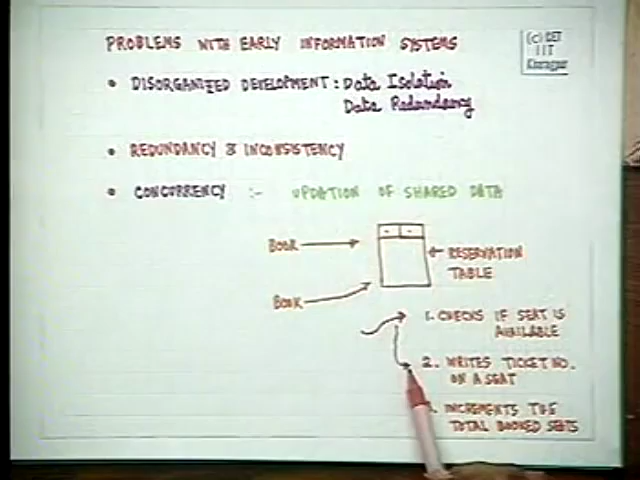 PROBLEMS WITH EARLY INFORMATION SYSTEMS
(C) CET
I I T
Kharagpur
• DISORGANIZED DEVELOPMENT : Data Isolation
Data Redundancy
• REDUNDANCY & INCONSISTENCY
• CONCURRENCY :- UPDATION OF SHARED DATA
BOOK
RESERVATION
TABLE
BOOK
1. CHECKS IF SEAT IS
AVAILABLE
2. WRITES TICKET NO.
ON A SEAT
INCREMENTS THE
TOTAL BOOKED SEATS